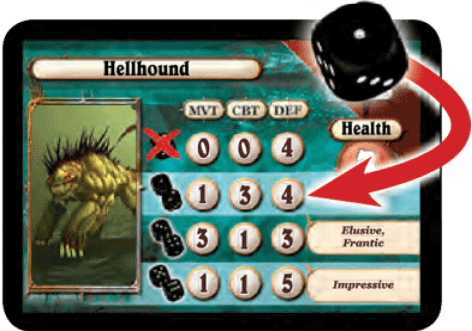 Hellhound
MVT CBT DEF
Health
0 0 4
1 3 4
3 1 3 Elusive,
Frantic
1 1 5 Impressive